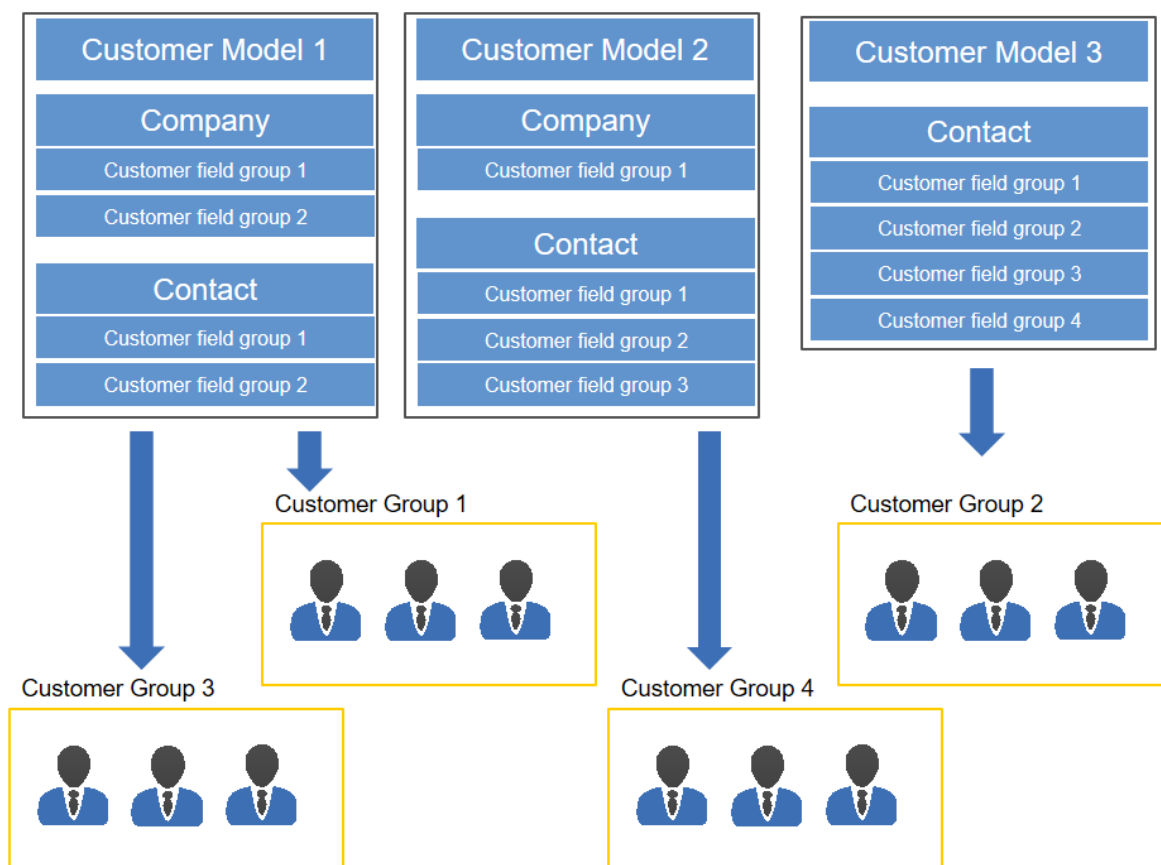 Customer Model 1
Company
Customer field group 1
Customer field group 2
Contact
Customer field group 1
Customer field group 2
Customer Model 2
Company
Customer field group 1
Contact
Customer field group 1
Customer field group 2
Customer field group 3
Customer Model 3
Contact
Customer field group 1
Customer field group 2
Customer field group 3
Customer field group 4
Customer Group 1
Customer Group 2
Customer Group 3
Customer Group 4